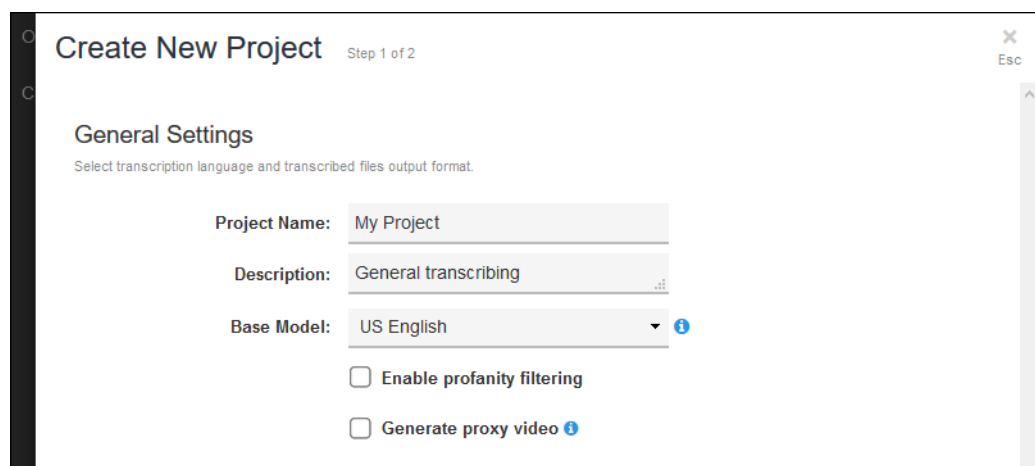 O
Create New Project Step 1 of 2
Esc
C
General Settings
Select transcription language and transcribed files output format.
Project Name: My Project
Description: General transcribing
Base Model: US English
Enable profanity filtering
Generate proxy video